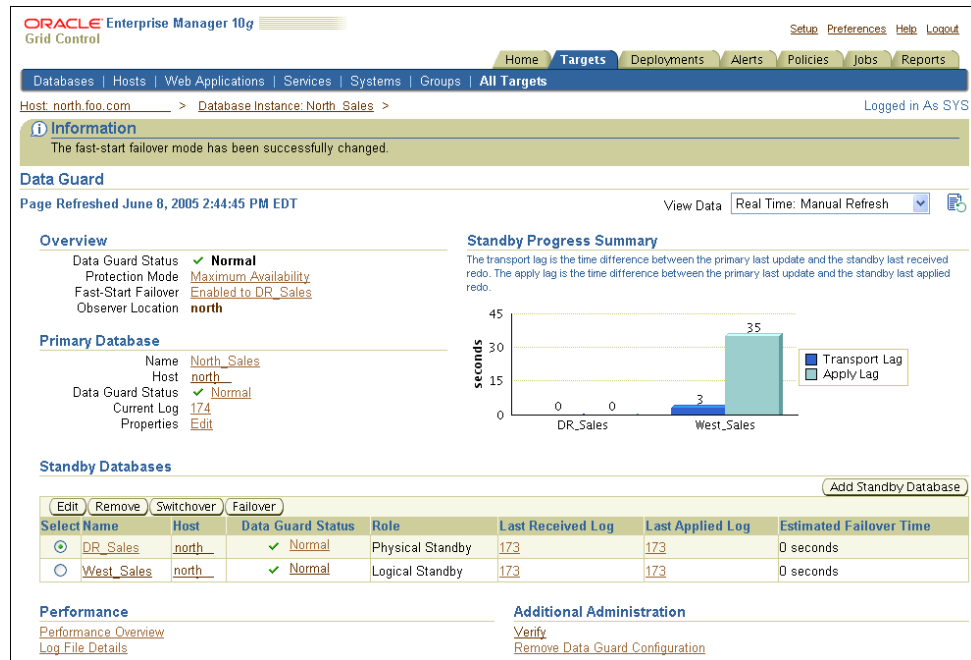 ORACLE Enterprise Manager 10g
Grid Control
Setup Preferences Help Logout
Home Targets Deployments Alerts Policies Jobs Reports
Databases | Hosts | Web Applications | Services | Systems | Groups | All Targets
Host: north.foo.com > Database Instance: North_Sales >
Logged in As SYS
Information
The fast-start failover mode has been successfully changed.
Data Guard
Page Refreshed June 8, 2005 2:44:45 PM EDT
View Data Real Time: Manual Refresh
Overview
Data Guard Status Normal
Protection Mode Maximum Availability
Fast-Start Failover Enabled to DR_Sales
Observer Location north
Primary Database
Name North_Sales
Host north
Data Guard Status Normal
Current Log 174
Properties Edit
Standby Progress Summary
The transport lag is the time difference between the primary last update and the standby last received
redo. The apply lag is the time difference between the primary last update and the standby last applied
redo.
seconds
45
30
15
0
0 0
3 35
DR_Sales West_Sales
Transport Lag
Apply Lag
Standby Databases
Add Standby Database
Edit Remove Switchover Failover
Select Name Host Data Guard Status Role Last Received Log Last Applied Log Estimated Failover Time
DR_Sales north Normal Physical Standby 173 173 0 seconds
West_Sales north Normal Logical Standby 173 173 0 seconds
Performance
Performance Overview
Log File Details
Additional Administration
Verify
Remove Data Guard Configuration